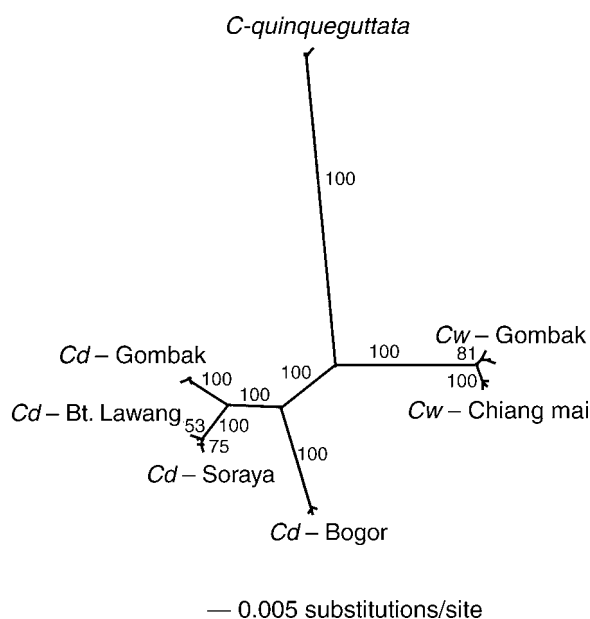 C-quinqueguttata
100
Cw – Gombak
100
81
Cd – Gombak
100
100
100
100
Cw – Chiang mai
Cd – Bt. Lawang
53
100
75
100
Cd – Soraya
Cd – Bogor
— 0.005 substitutions/site